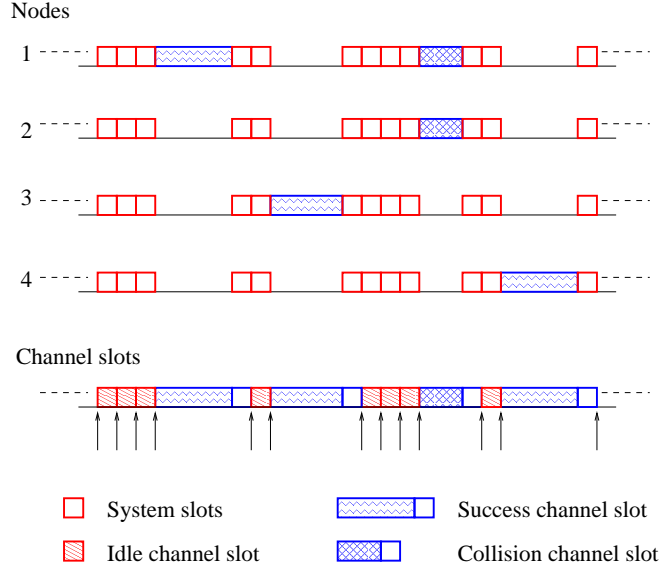 Nodes
1
2
3
4
Channel slots
System slots
Success channel slot
Idle channel slot
Collision channel slot